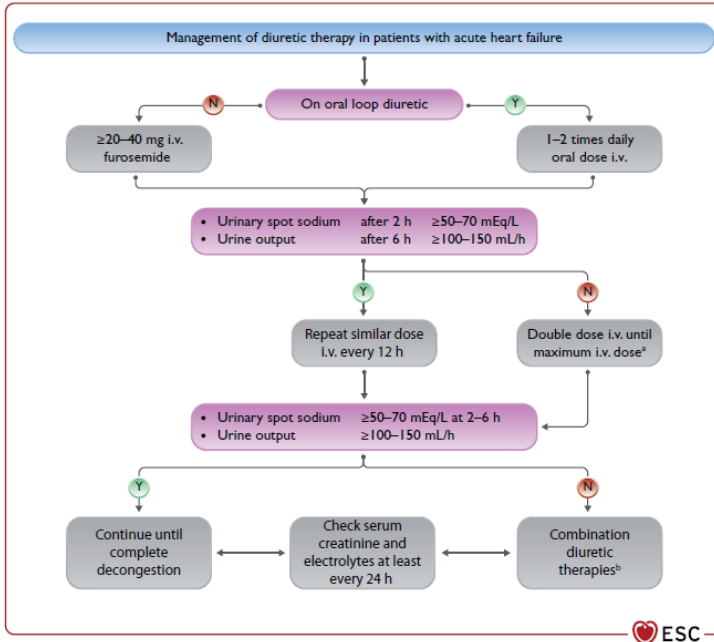 Management of diuretic therapy in patients with acute heart failure
On oral loop diuretic
N
Y
≥20–40 mg i.v.
furosemide
1–2 times daily
oral dose i.v.
• Urinary spot sodium after 2 h ≥50–70 mEq/L
• Urine output after 6 h ≥100–150 mL/h
Y
N
Repeat similar dose
i.v. every 12 h
Double dose i.v. until
maximum i.v. doseᵃ
• Urinary spot sodium ≥50–70 mEq/L at 2–6 h
• Urine output ≥100–150 mL/h
Y
N
Continue until
complete
decongestion
Check serum
creatinine and
electrolytes at least
every 24 h
Combination
diuretic
therapiesᵇ
ESC